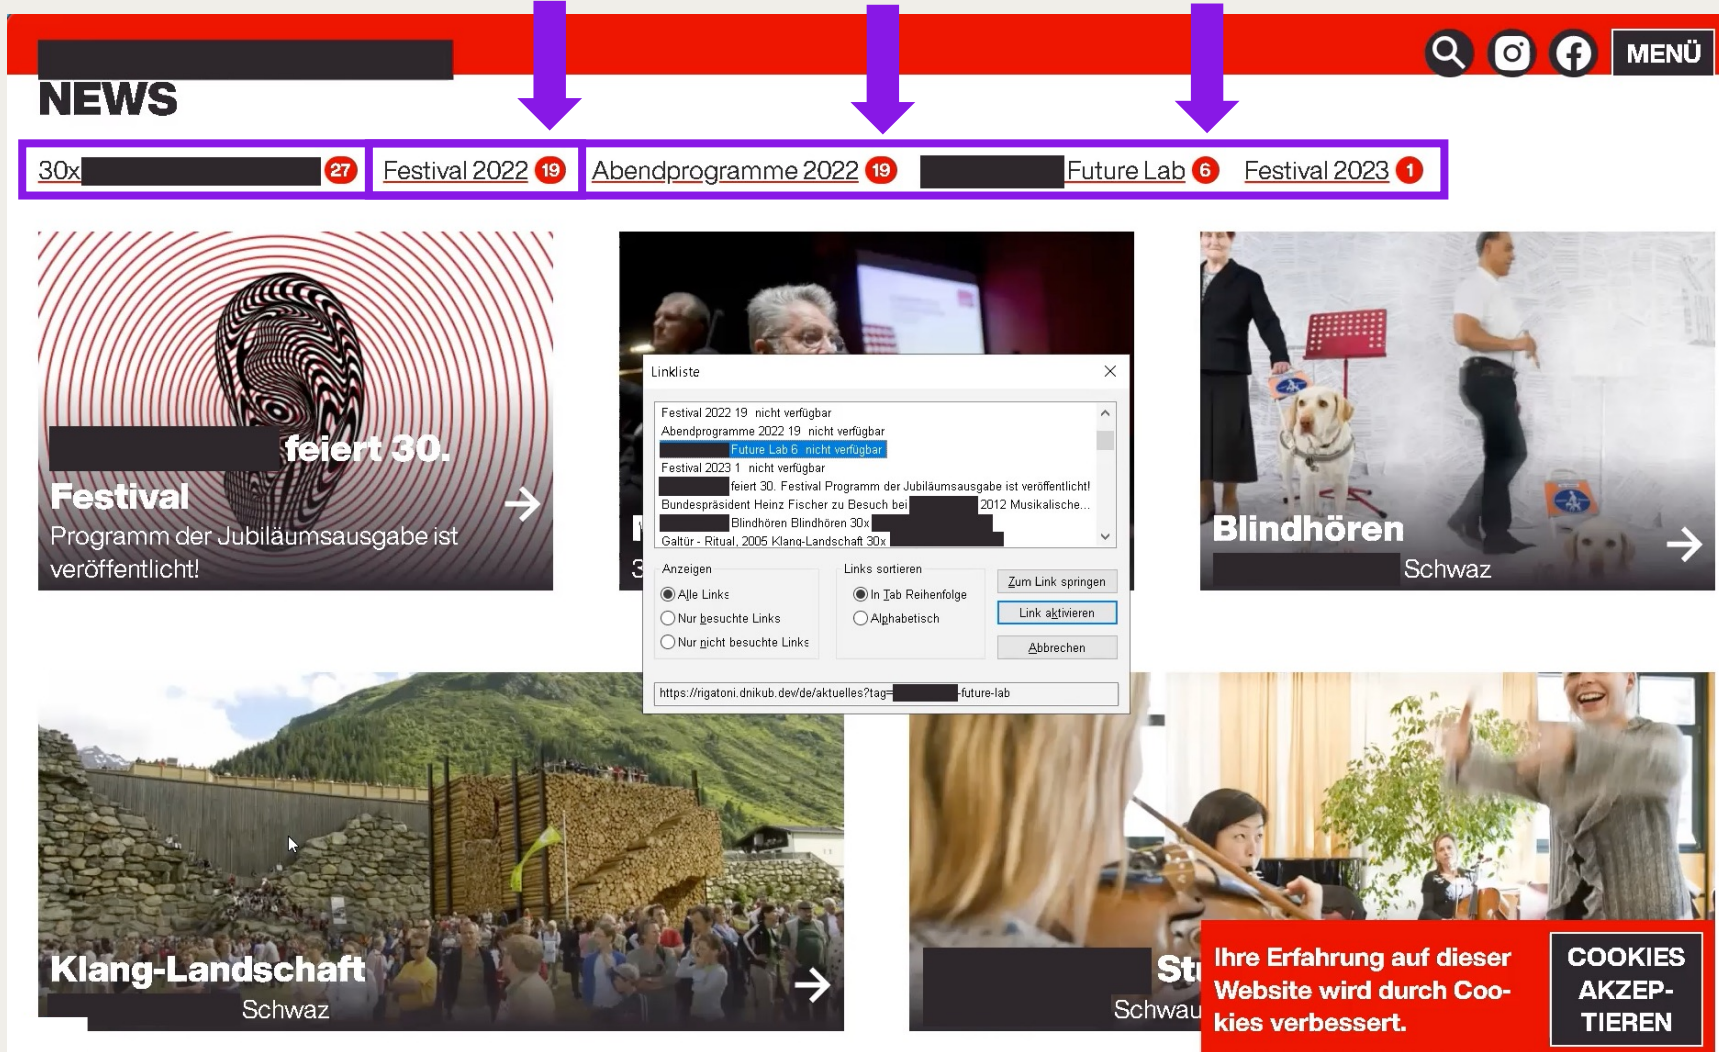 MENÜ
NEWS
30x 27 Festival 2022 19 Abendprogramme 2022 19 Future Lab 6 Festival 2023 1
feiert 30.
Festival
Programm der Jubiläumsausgabe ist
veröffentlicht!
Linkliste
Festival 2022 19 nicht verfügbar
Abendprogramme 2022 19 nicht verfügbar
Future Lab 6 nicht verfügbar
Festival 2023 1 nicht verfügbar
feiert 30. Festival Programm der Jubiläumsausgabe ist veröffentlicht!
Bundespräsident Heinz Fischer zu Besuch bei 2012 Musikalische...
Blindhören Blindhören 30x
Galtür - Ritual, 2005 Klang-Landschaft 30x
Anzeigen
Alle Links
Nur besuchte Links
Nur nicht besuchte Links
Links sortieren
In Tab Reihenfolge
Alphabetisch
Zum Link springen
Link aktivieren
Abbrechen
https://rigatoni.dnikub.dev/de/aktuelles?tag= -future-lab
Blindhören
Schwaz
Klang-Landschaft
Schwaz
Schwau
Ihre Erfahrung auf dieser
Website wird durch Coo-
kies verbessert.
COOKIES
AKZEP-
TIEREN